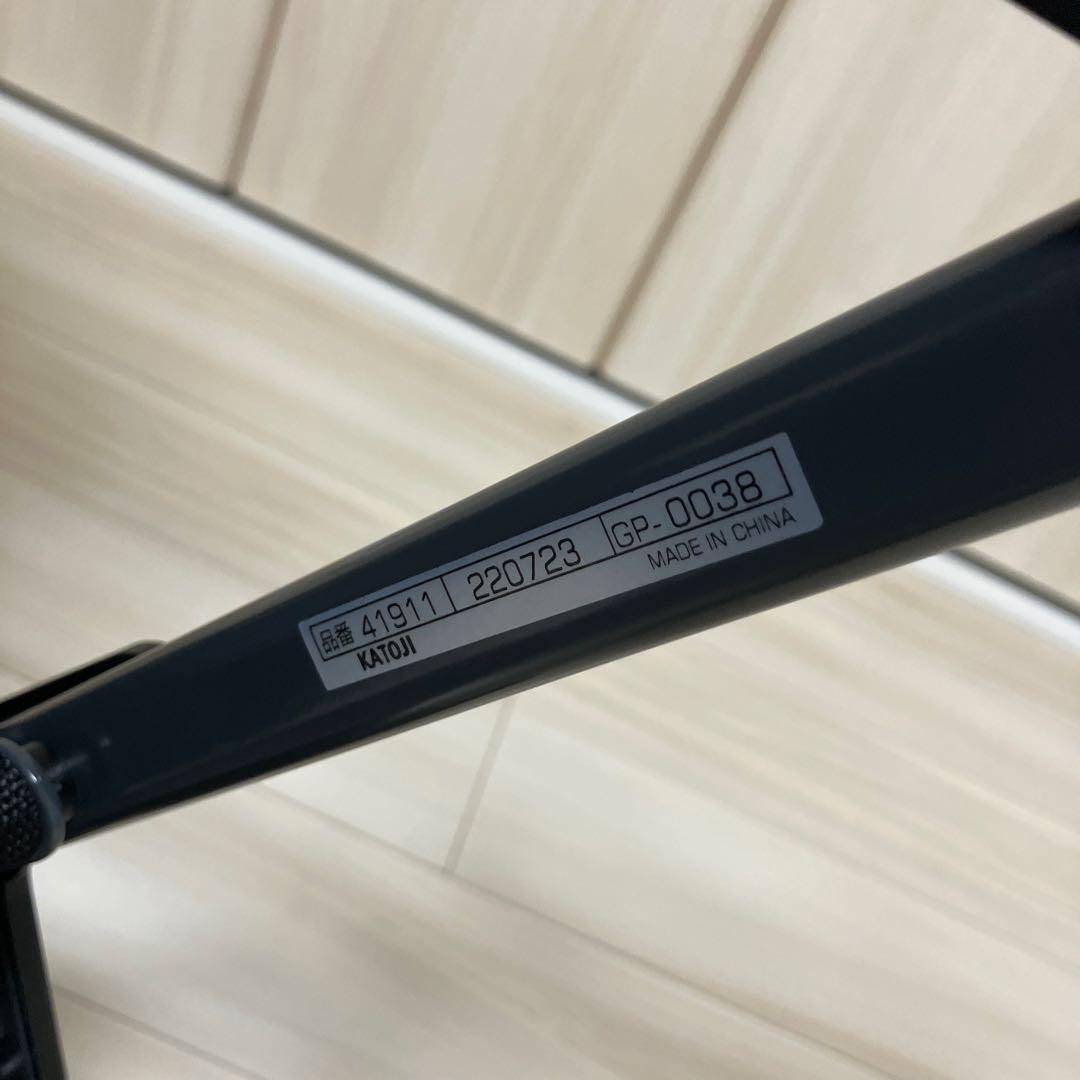 品番 41911 220723 GP-0038
KATOJI MADE IN CHINA